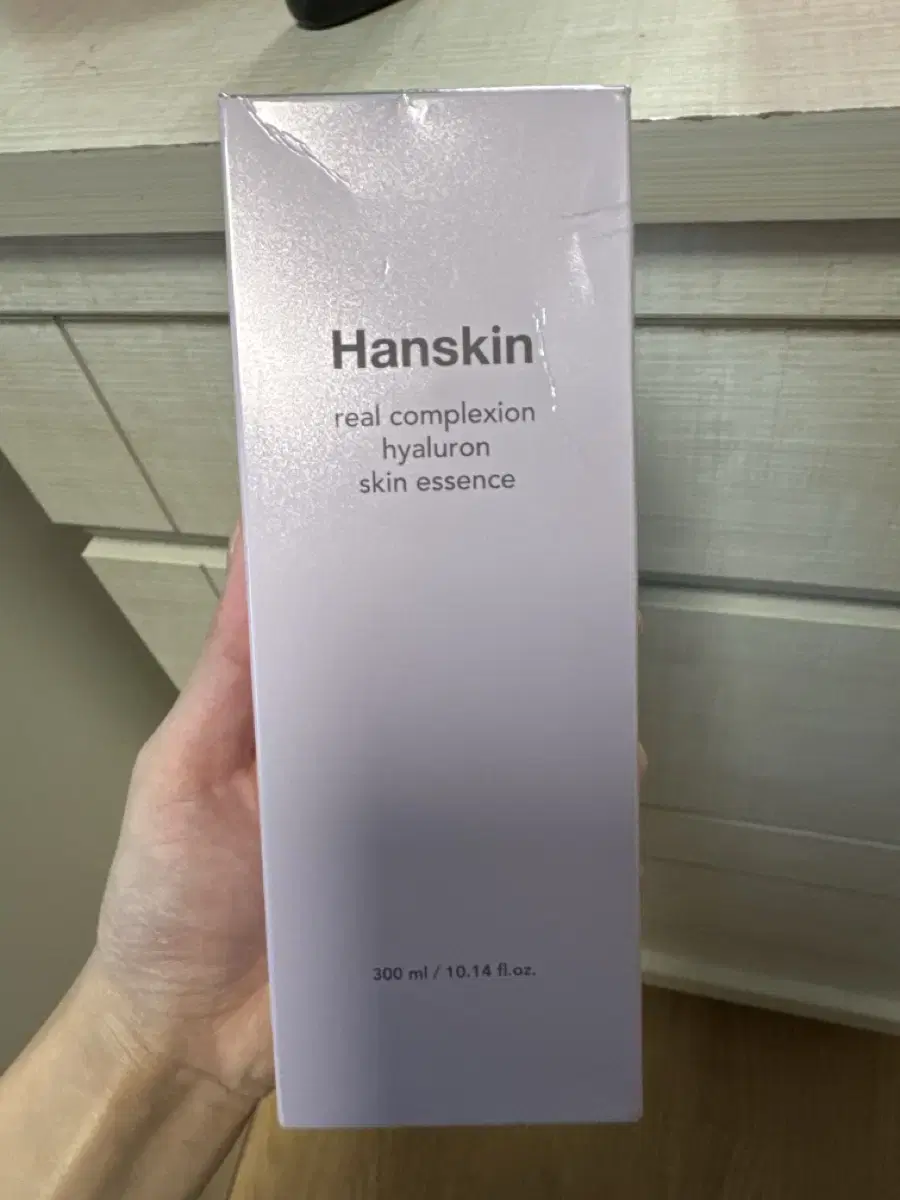 Hanskin
real complexion
hyaluron
skin essence
300 ml / 10.14 fl.oz.